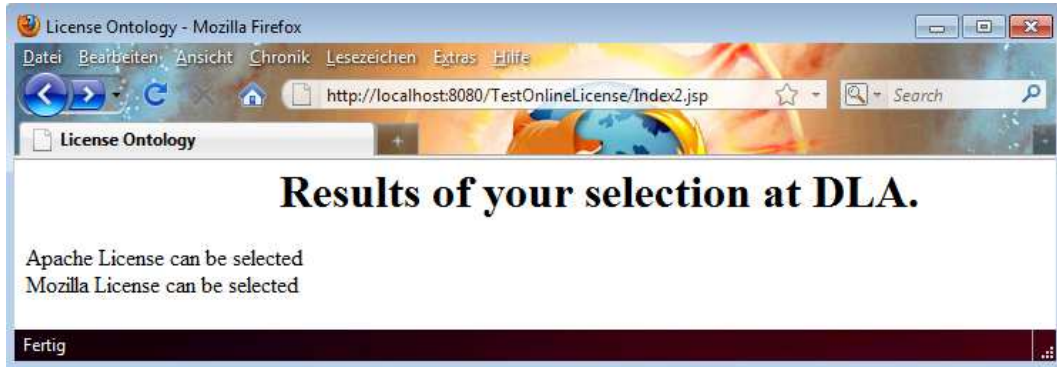 License Ontology - Mozilla Firefox
Datei Bearbeiten Ansicht Chronik Lesezeichen Extras Hilfe
http://localhost:8080/TestOnlineLicense/Index2.jsp Search
License Ontology
Results of your selection at DLA.
Apache License can be selected
Mozilla License can be selected
Fertig